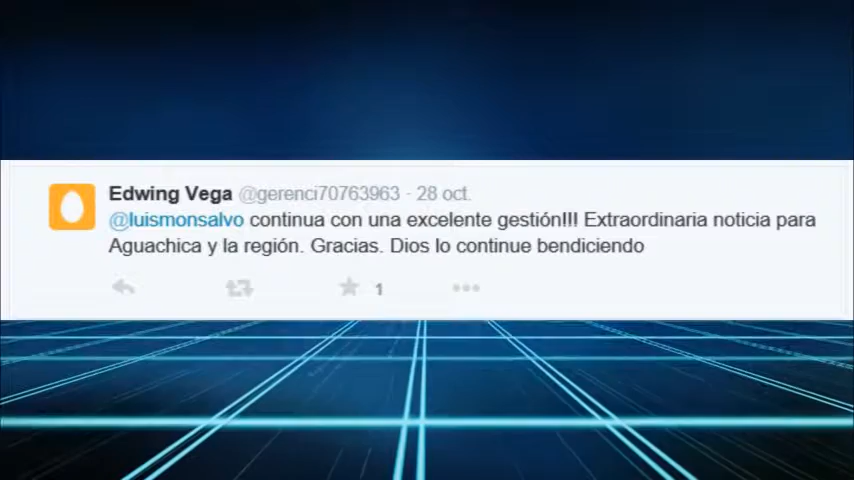 Edwing Vega @gerenci70763963 · 28 oct.
@luismonsalvo continua con una excelente gestión!!! Extraordinaria noticia para
Aguachica y la región. Gracias. Dios lo continue bendiciendo
1